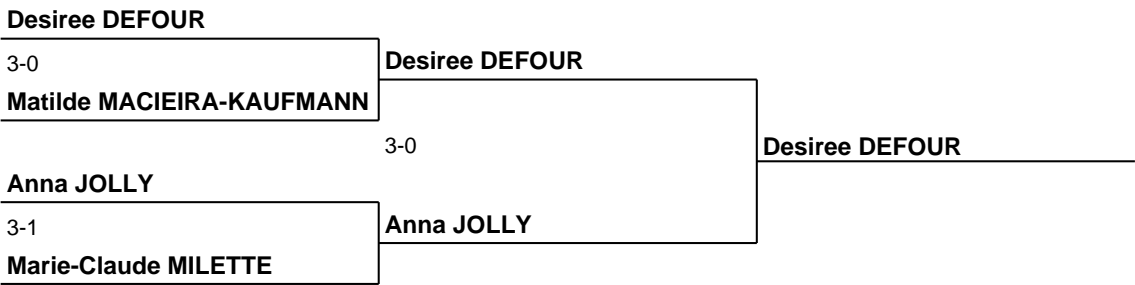 Desiree DEFOUR
3-0
Desiree DEFOUR
Matilde MACIEIRA-KAUFMANN
3-0
Desiree DEFOUR
Anna JOLLY
3-1
Anna JOLLY
Marie-Claude MILETTE